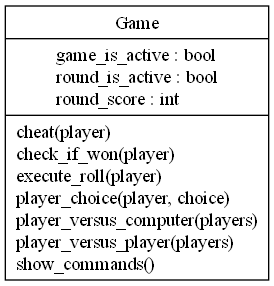 Game
game_is_active : bool
round_is_active : bool
round_score : int
cheat(player)
check_if_won(player)
execute_roll(player)
player_choice(player, choice)
player_versus_computer(players)
player_versus_player(players)
show_commands()